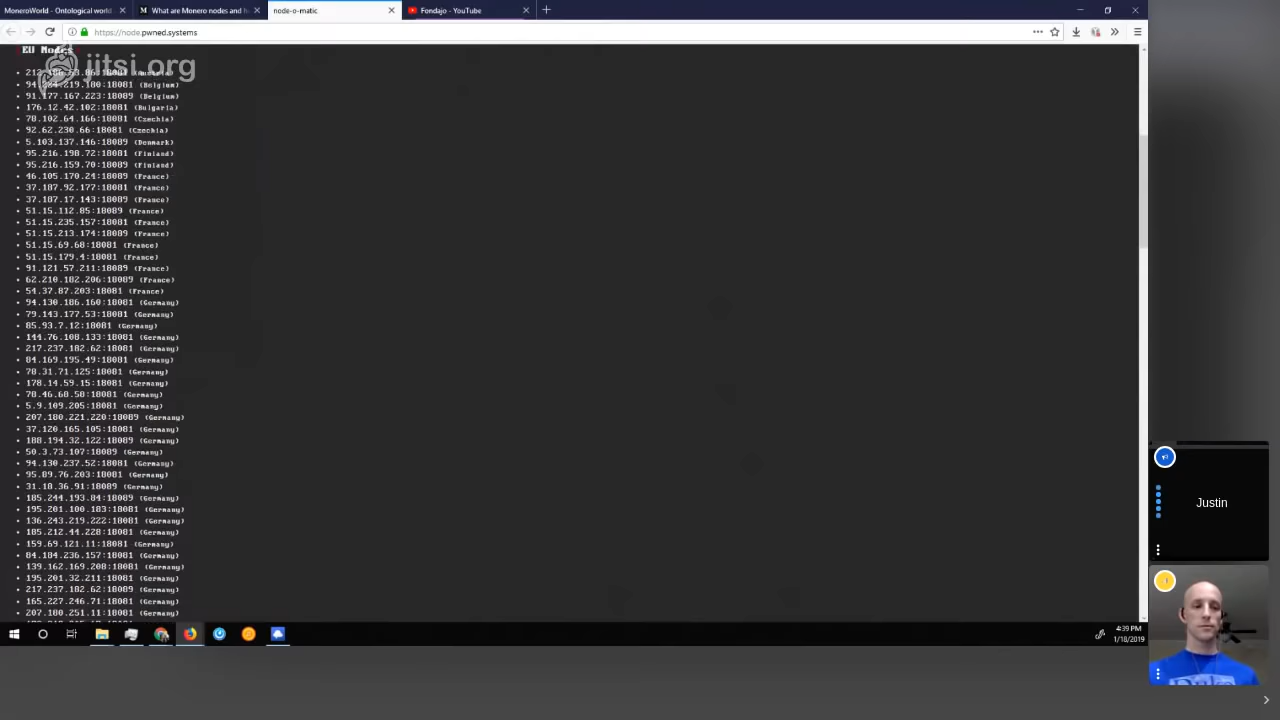 MoneroWorld - Ontological world
What are Monero nodes and h
node-o-matic
Fondajo - YouTube
https://node.pwned.systems
EU Nodes
jitsi.org
(Austria)
94.224.219.180:18081 (Belgium)
91.177.167.223:18089 (Belgium)
176.12.42.102:18081 (Bulgaria)
78.102.64.166:18081 (Czechia)
92.62.230.66:18081 (Czechia)
5.103.137.146:18089 (Denmark)
95.216.198.72:18081 (Finland)
95.216.159.70:18089 (Finland)
46.105.170.24:18089 (France)
37.187.92.177:18081 (France)
37.187.17.143:18089 (France)
51.15.112.85:18089 (France)
51.15.235.157:18081 (France)
51.15.213.174:18081 (France)
51.15.69.68:18081 (France)
51.15.179.4:18081 (France)
91.121.57.211:18089 (France)
62.210.182.206:18089 (France)
54.37.87.203:18081 (France)
94.130.186.160:18081 (Germany)
79.143.177.53:18081 (Germany)
85.93.7.12:18081 (Germany)
144.76.108.133:18081 (Germany)
217.237.182.62:18081 (Germany)
84.169.195.49:18081 (Germany)
78.31.71.125:18081 (Germany)
178.14.59.15:18081 (Germany)
78.46.68.58:18081 (Germany)
5.9.109.205:18081 (Germany)
207.180.221.220:18089 (Germany)
37.120.165.105:18081 (Germany)
188.194.32.122:18089 (Germany)
50.3.73.107:18089 (Germany)
94.130.237.52:18081 (Germany)
95.89.76.203:18081 (Germany)
31.18.36.91:18089 (Germany)
185.244.193.84:18089 (Germany)
195.201.100.183:18081 (Germany)
136.243.219.222:18081 (Germany)
185.212.44.228:18081 (Germany)
159.69.121.11:18081 (Germany)
84.184.236.157:18081 (Germany)
139.162.169.208:18081 (Germany)
195.201.32.211:18081 (Germany)
217.237.182.62:18089 (Germany)
165.227.246.71:18081 (Germany)
207.180.251.11:18081 (Germany)
Justin
4:39 PM
1/18/2019